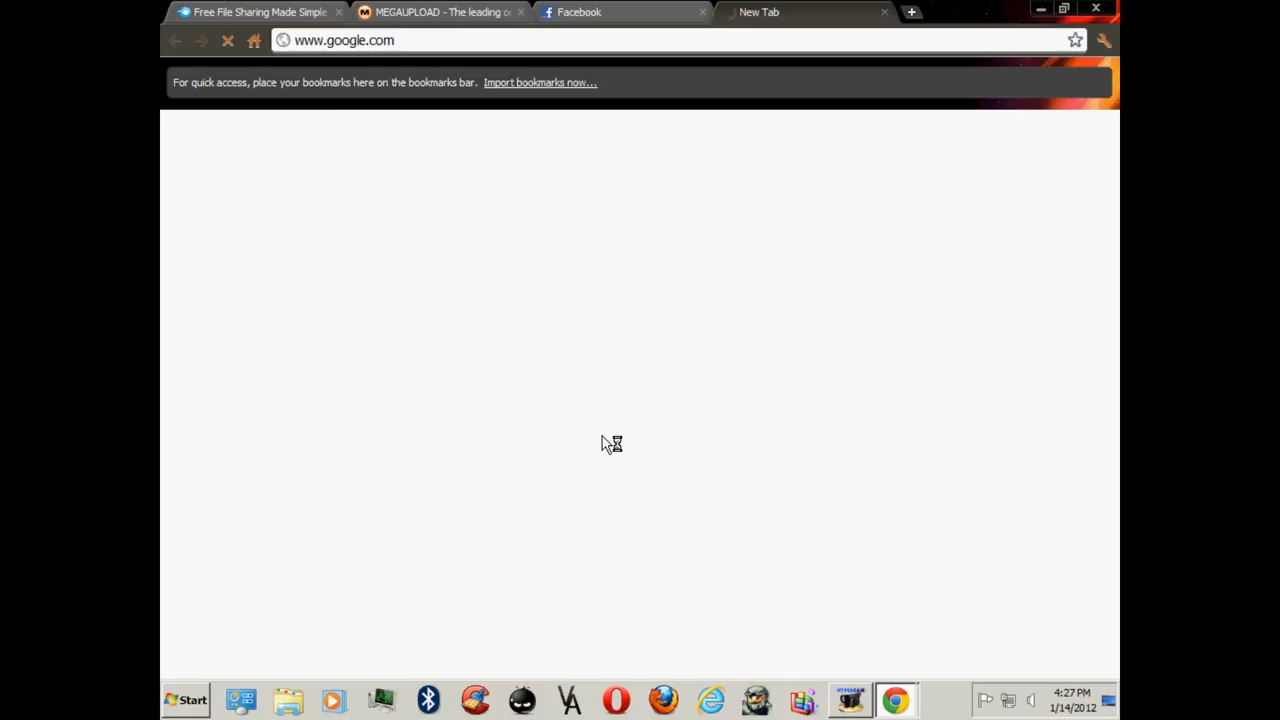 Free File Sharing Made Simple
MEGAUPLOAD - The leading o
Facebook
New Tab
www.google.com
For quick access, place your bookmarks here on the bookmarks bar. Import bookmarks now...
Start
HYPERCAM
4:27 PM
1/14/2012